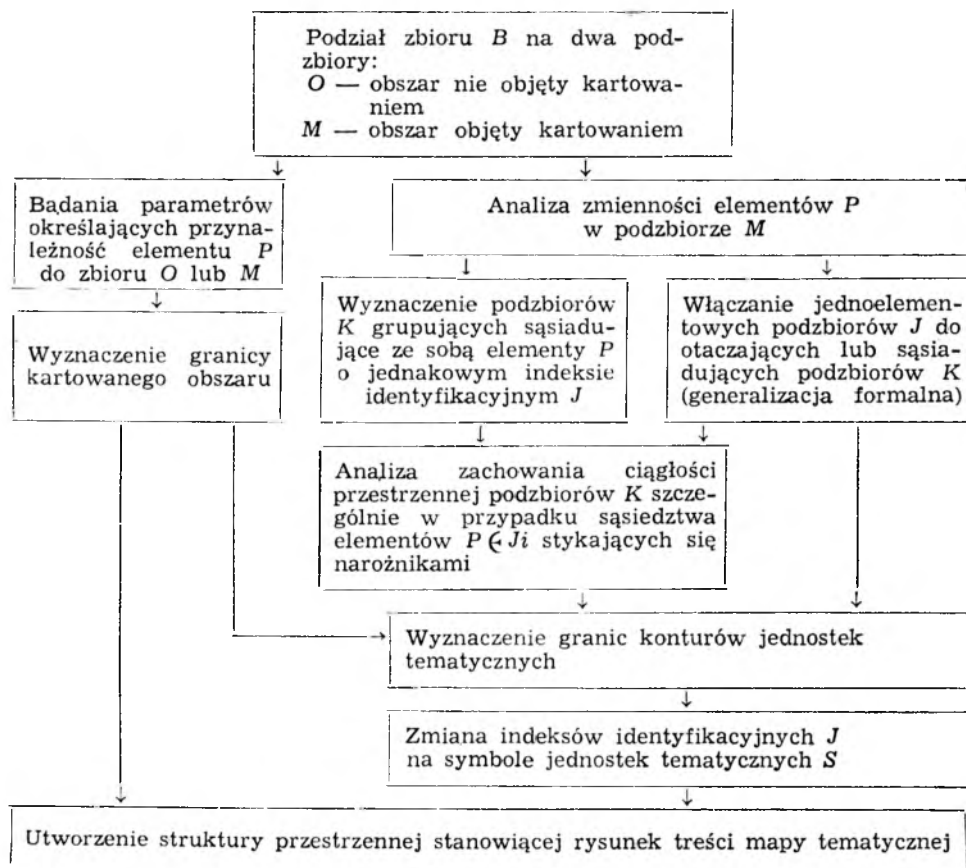 Podział zbioru B na dwa pod-
zbiory:
O — obszar nie objęty kartowa-
niem
M — obszar objęty kartowaniem
↓ ↓
Badania parametrów
określających przyna-
leżność elementu P
do zbioru O lub M
↓
Analiza zmienności elementów P
w podzbiorze M
↓ ↓
Wyznaczenie granicy
kartowanego obszaru
Wyznaczenie podzbiorów
K grupujących sąsiadu-
jące ze sobą elementy P
o jednakowym indeksie
identyfikacyjnym J
Włączanie jednoelemen-
towych podzbiorów J do
otaczających lub sąsia-
dujących podzbiorów K
(generalizacja formalna)
↓ ↓
Analiza zachowania ciągłości
przestrzennej podzbiorów K szcze-
gólnie w przypadku sąsiedztwa
elementów P ∈ Ji stykających się
narożnikami
↓ ↓
→ Wyznaczenie granic konturów jednostek
tematycznych
↓
Zmiana indeksów identyfikacyjnych J
na symbole jednostek tematycznych S
↓ ↓
Utworzenie struktury przestrzennej stanowiącej rysunek treści mapy tematycznej